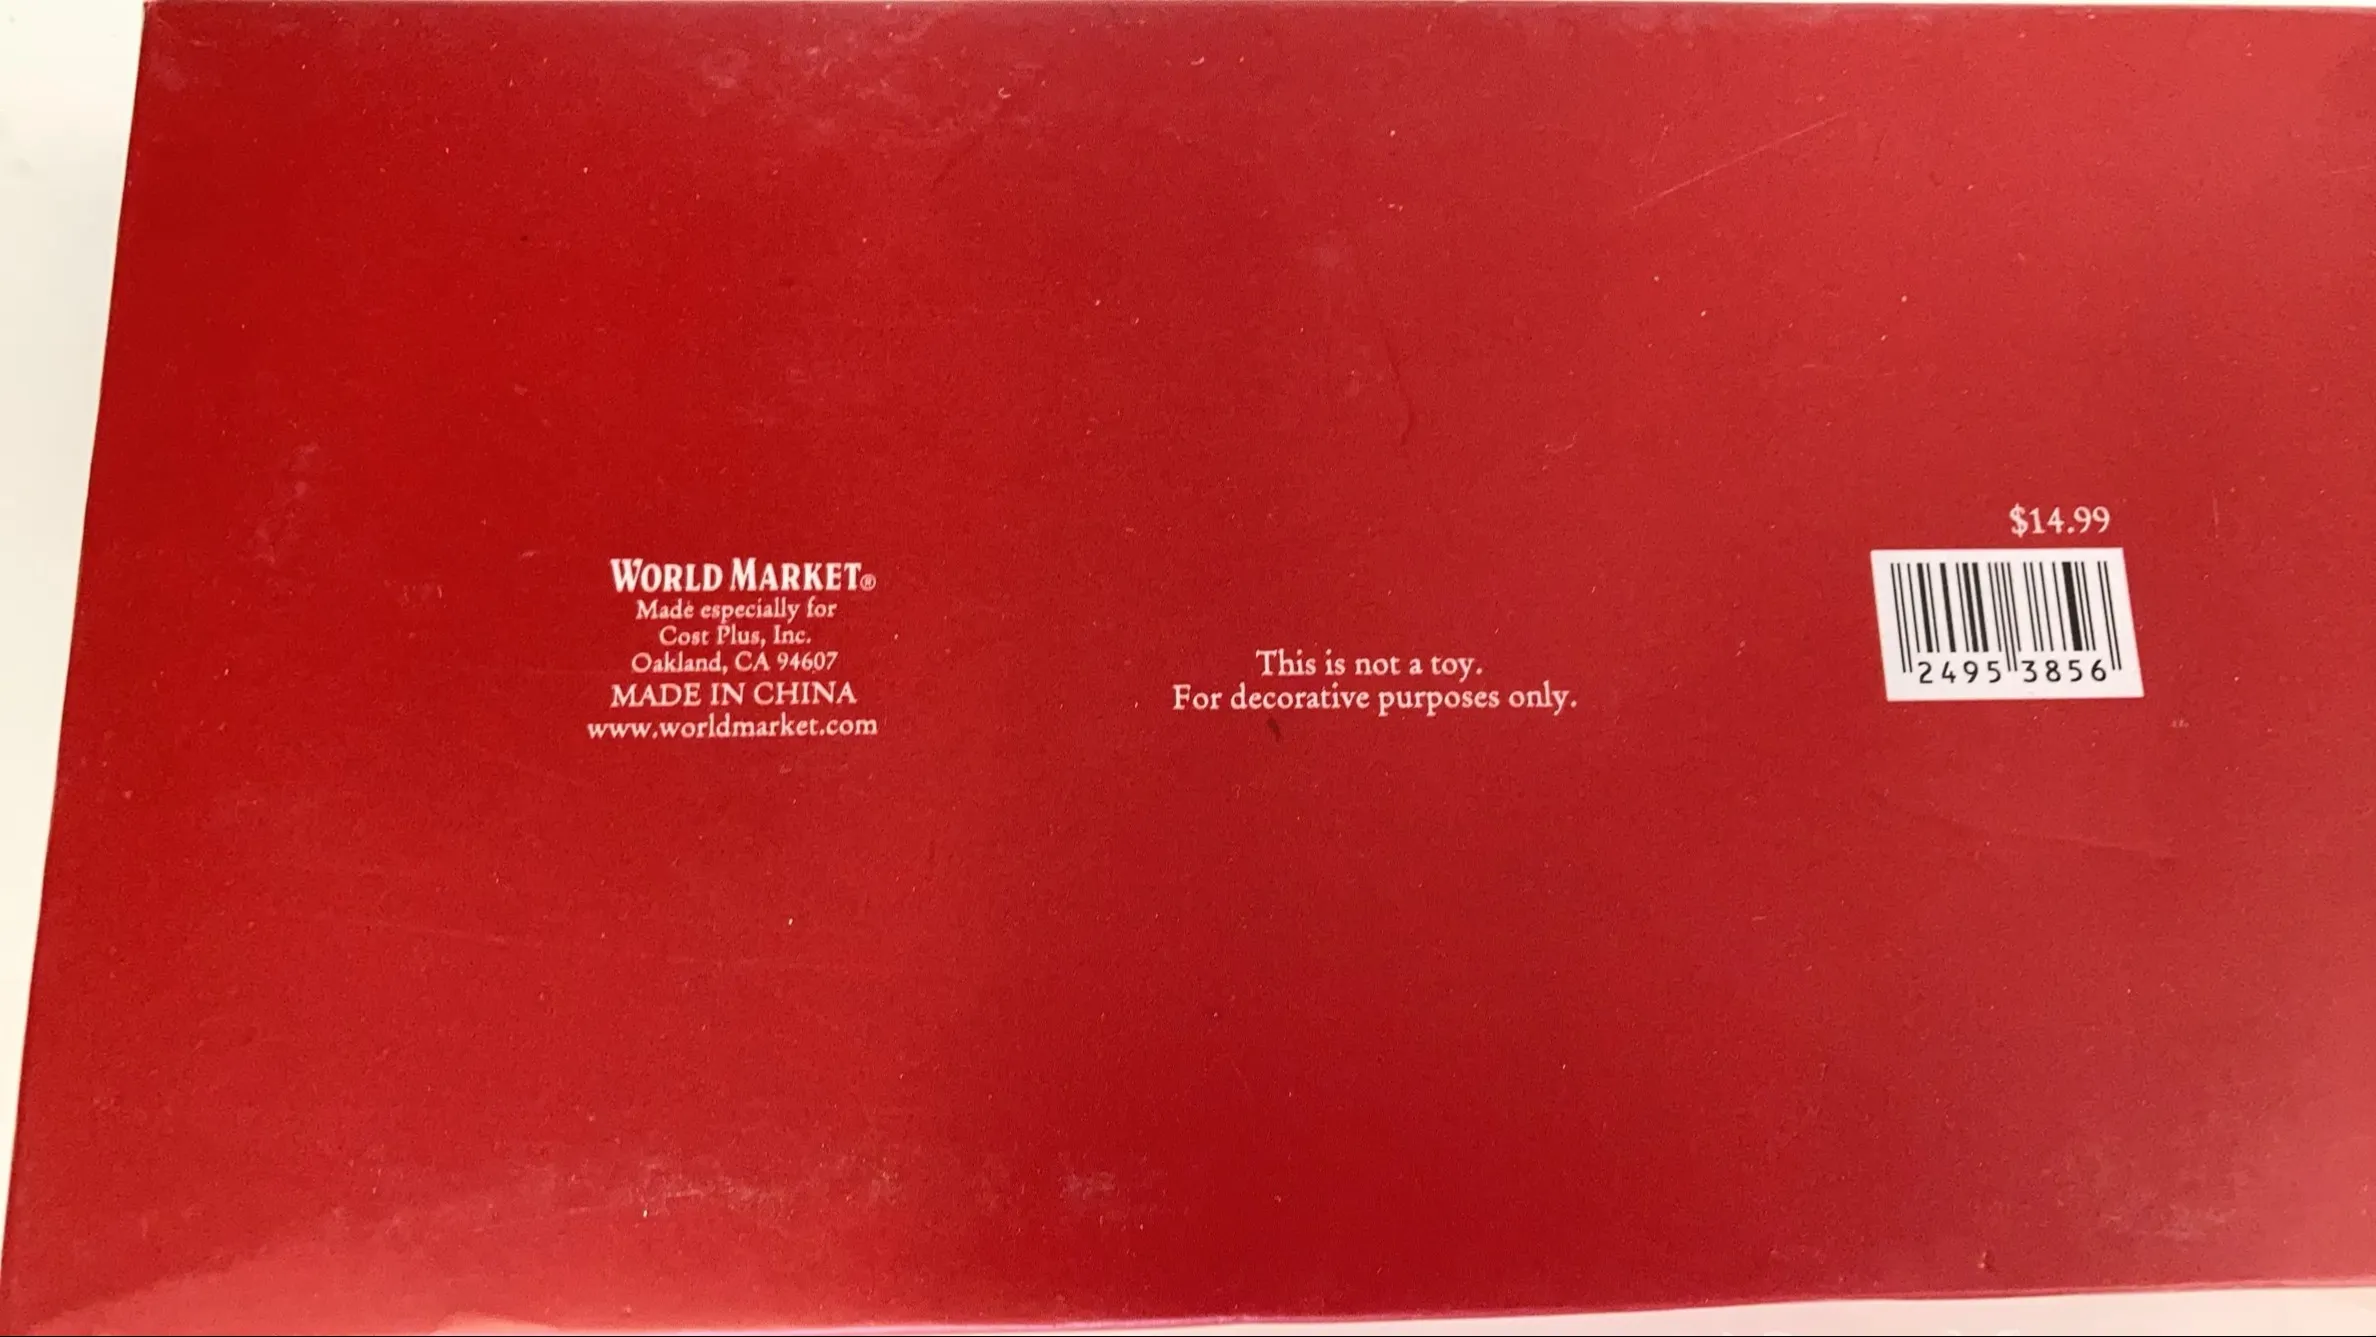 WORLD MARKET®
Made especially for
Cost Plus, Inc.
Oakland, CA 94607
MADE IN CHINA
www.worldmarket.com
This is not a toy.
For decorative purposes only.
$14.99
2495 3856